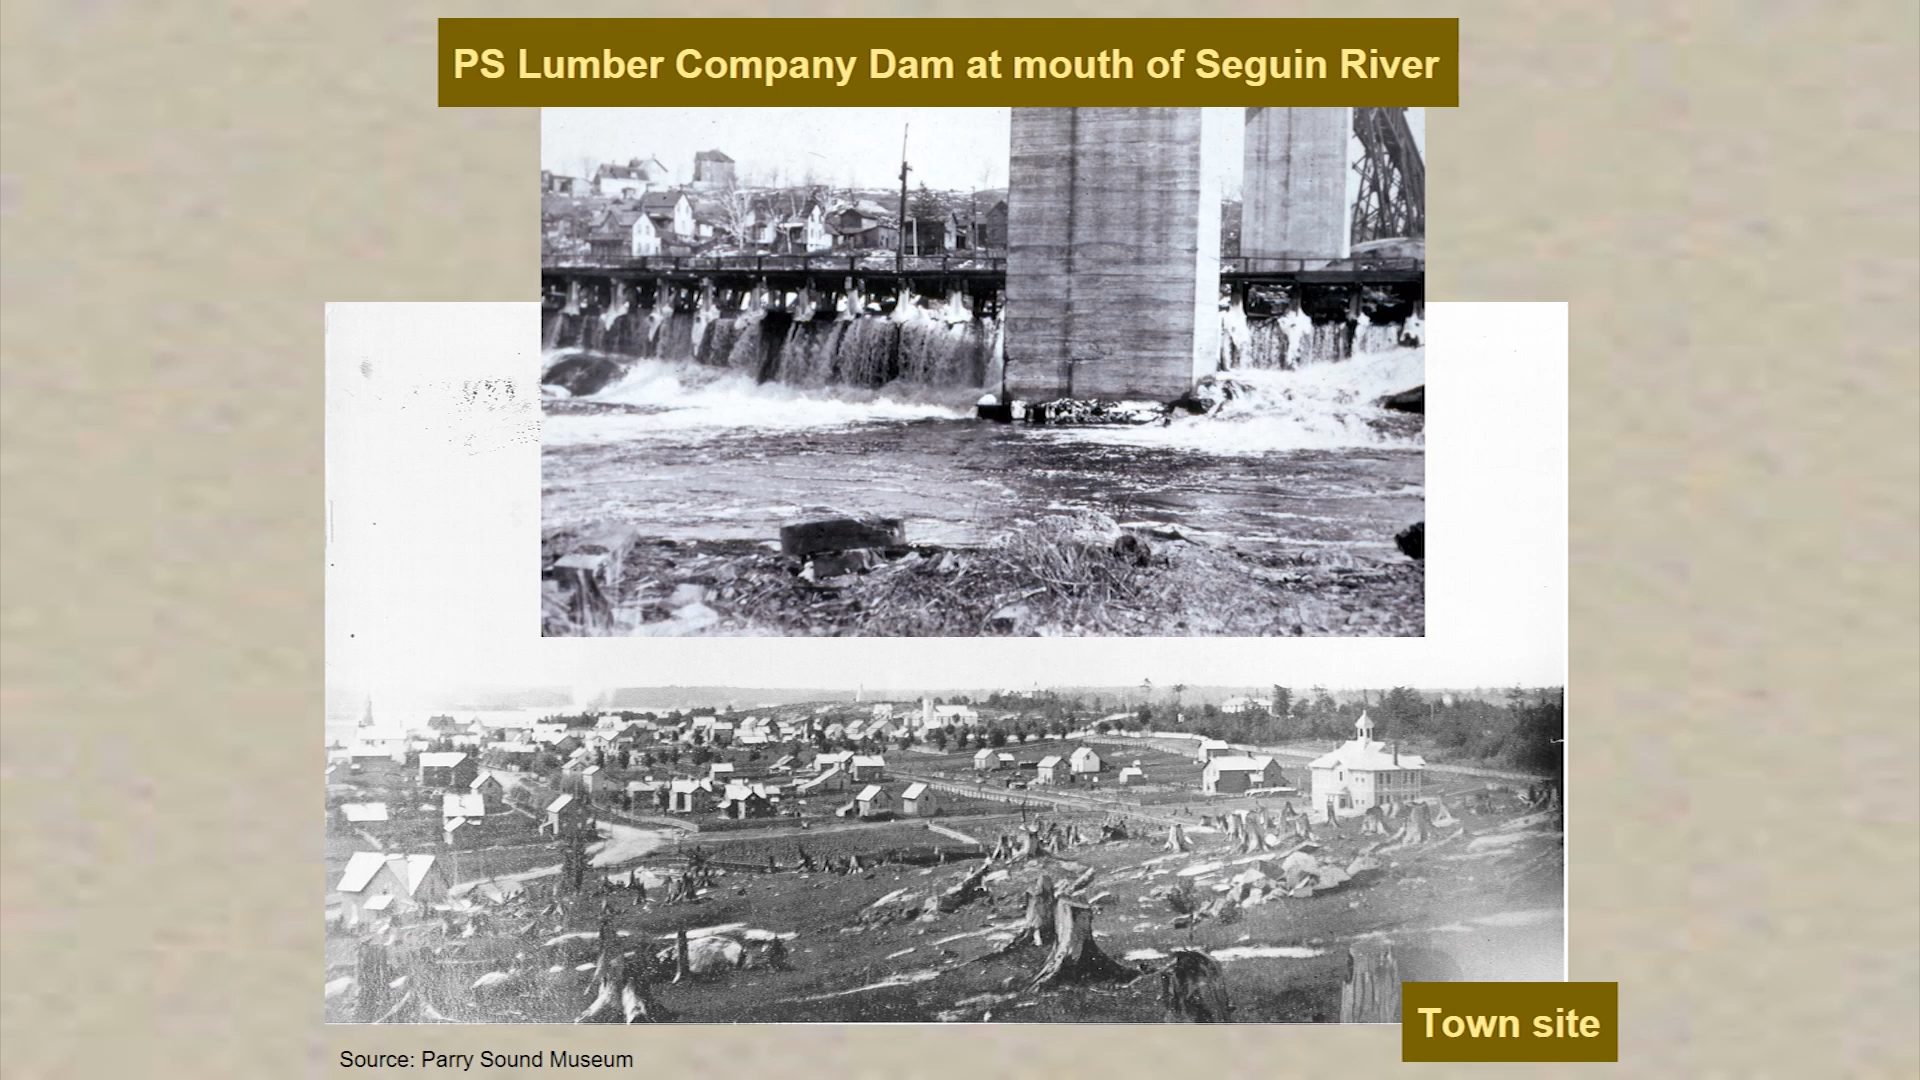 PS Lumber Company Dam at mouth of Seguin River
Town site
Source: Parry Sound Museum